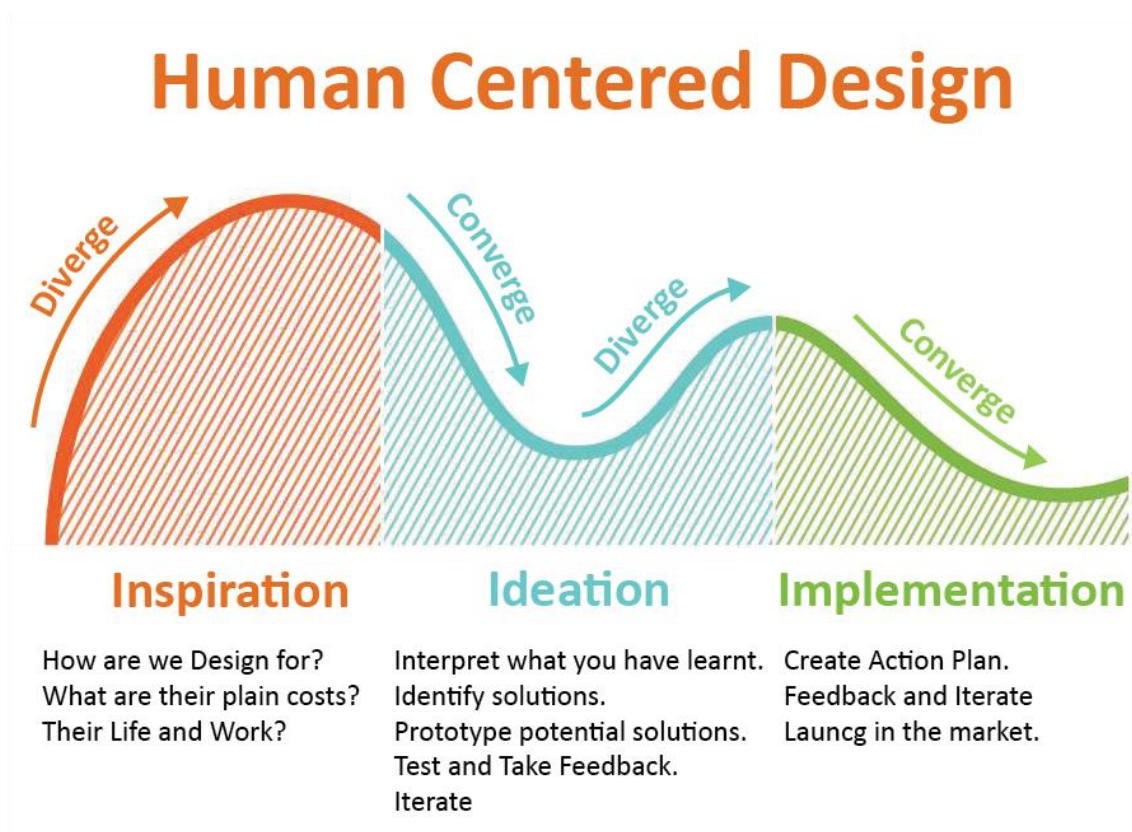 Human Centered Design
Diverge
Converge
Diverge
Converge
Inspiration
How are we Design for?
What are their plain costs?
Their Life and Work?
Ideation
Interpret what you have learnt.
Identify solutions.
Prototype potential solutions.
Test and Take Feedback.
Iterate
Implementation
Create Action Plan.
Feedback and Iterate
Launcg in the market.